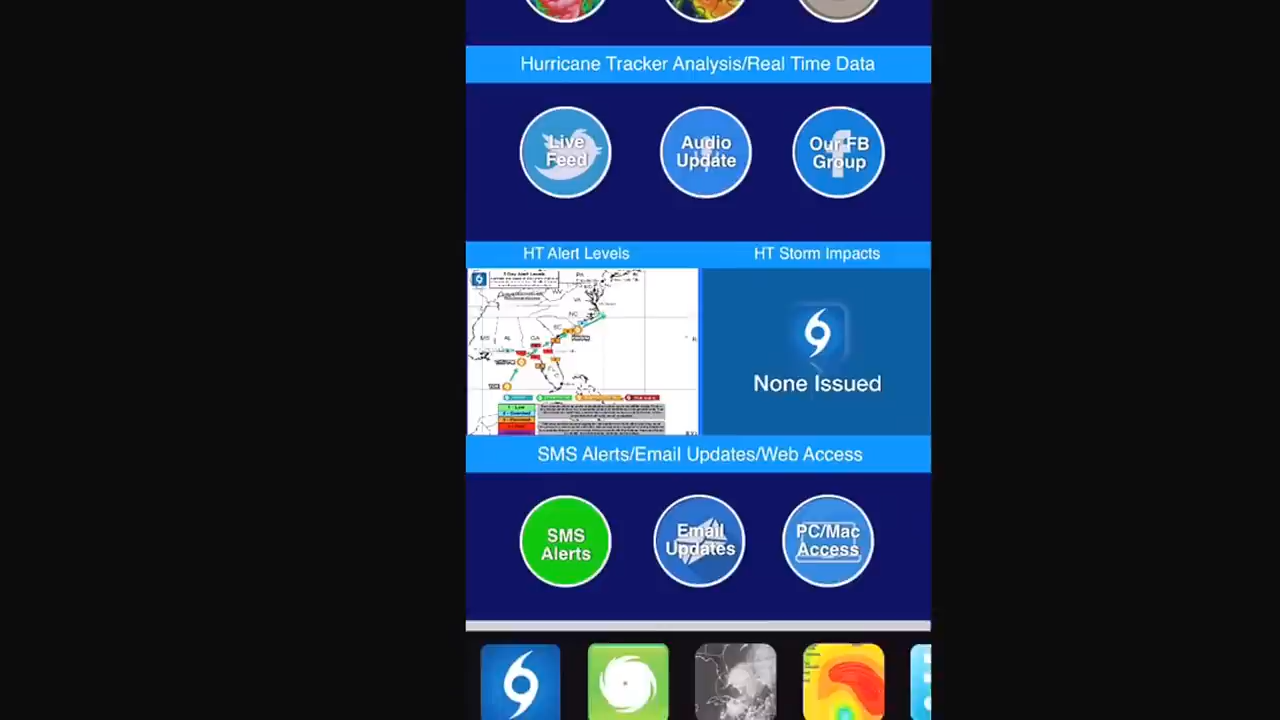 Hurricane Tracker Analysis/Real Time Data
Live
Feed
Audio
Update
Our FB
Group
HT Alert Levels
HT Storm Impacts
None Issued
SMS Alerts/Email Updates/Web Access
SMS
Alerts
Email
Updates
PC/Mac
Access